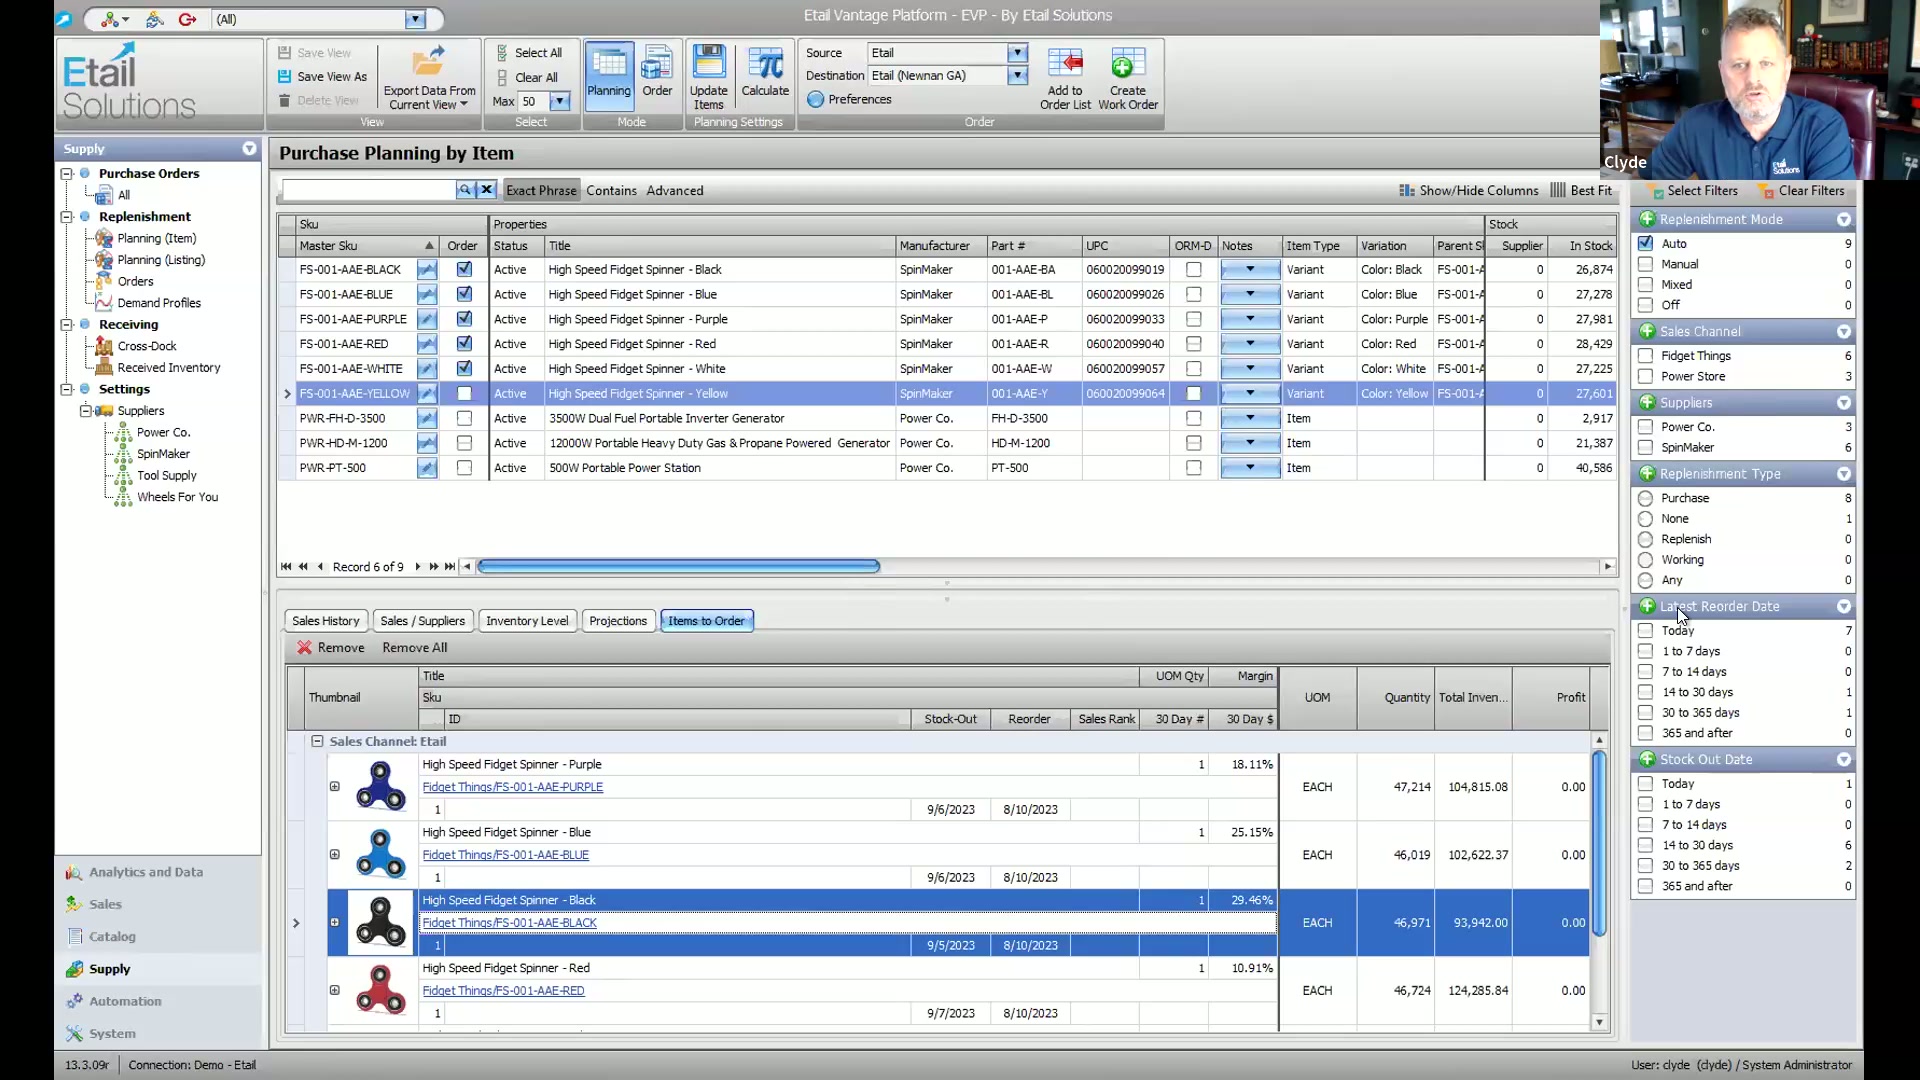 (All)
Etail Vantage Platform - EVP - By Etail Solutions
Etail
Solutions
Save View
Save View As
Delete View
Export Data From
Current View
View
Select All
Clear All
Max 50
Select
Planning
Order
Mode
Update
Items
Calculate
Planning Settings
Source Etail
Destination Etail (Newnan GA)
Preferences
Add to
Order List
Create
Work Order
Order
Clyde
Etail
Solutions
Supply
Purchase Orders
All
Replenishment
Planning (Item)
Planning (Listing)
Orders
Demand Profiles
Receiving
Cross-Dock
Received Inventory
Settings
Suppliers
Power Co.
SpinMaker
Tool Supply
Wheels For You
Analytics and Data
Sales
Catalog
Supply
Automation
System
Purchase Planning by Item
Exact Phrase Contains Advanced Show/Hide Columns Best Fit
Sku Properties Stock
Master Sku Order Status Title Manufacturer Part # UPC ORM-D Notes Item Type Variation Parent Sk Supplier In Stock
FS-001-AAE-BLACK Active High Speed Fidget Spinner - Black SpinMaker 001-AAE-BA 060020099019 Variant Color: Black FS-001-A 0 26,874
FS-001-AAE-BLUE Active High Speed Fidget Spinner - Blue SpinMaker 001-AAE-BL 060020099026 Variant Color: Blue FS-001-A 0 27,278
FS-001-AAE-PURPLE Active High Speed Fidget Spinner - Purple SpinMaker 001-AAE-P 060020099033 Variant Color: Purple FS-001-A 0 27,981
FS-001-AAE-RED Active High Speed Fidget Spinner - Red SpinMaker 001-AAE-R 060020099040 Variant Color: Red FS-001-A 0 28,429
FS-001-AAE-WHITE Active High Speed Fidget Spinner - White SpinMaker 001-AAE-W 060020099057 Variant Color: White FS-001-A 0 27,225
FS-001-AAE-YELLOW Active High Speed Fidget Spinner - Yellow SpinMaker 001-AAE-Y 060020099064 Variant Color: Yellow FS-001-A 0 27,601
PWR-FH-D-3500 Active 3500W Dual Fuel Portable Inverter Generator Power Co. FH-D-3500 Item 0 2,917
PWR-HD-M-1200 Active 12000W Portable Heavy Duty Gas & Propane Powered Generator Power Co. HD-M-1200 Item 0 21,387
PWR-PT-500 Active 500W Portable Power Station Power Co. PT-500 Item 0 40,586
Record 6 of 9
Sales History Sales / Suppliers Inventory Level Projections Items to Order
Remove Remove All
Title UOM Qty Margin
Thumbnail Sku UOM Quantity Total Inven... Profit
ID Stock-Out Reorder Sales Rank 30 Day # 30 Day $
Sales Channel: Etail
High Speed Fidget Spinner - Purple 1 18.11%
Fidget Things/FS-001-AAE-PURPLE EACH 47,214 104,815.08 0.00
1 9/6/2023 8/10/2023
High Speed Fidget Spinner - Blue 1 25.15%
Fidget Things/FS-001-AAE-BLUE EACH 46,019 102,622.37 0.00
1 9/6/2023 8/10/2023
High Speed Fidget Spinner - Black 1 29.46%
Fidget Things/FS-001-AAE-BLACK EACH 46,971 93,942.00 0.00
1 9/5/2023 8/10/2023
High Speed Fidget Spinner - Red 1 10.91%
Fidget Things/FS-001-AAE-RED EACH 46,724 124,285.84 0.00
1 9/7/2023 8/10/2023
Select Filters Clear Filters
Replenishment Mode
Auto 9
Manual 0
Mixed 0
Off 0
Sales Channel
Fidget Things 6
Power Store 3
Suppliers
Power Co. 3
SpinMaker 6
Replenishment Type
Purchase 8
None 1
Replenish 0
Working 0
Any 0
Latest Reorder Date
Today 7
1 to 7 days 0
7 to 14 days 0
14 to 30 days 1
30 to 365 days 1
365 and after 0
Stock Out Date
Today 1
1 to 7 days 0
7 to 14 days 0
14 to 30 days 6
30 to 365 days 2
365 and after 0
13.3.09r Connection: Demo - Etail User: clyde (clyde) / System Administrator